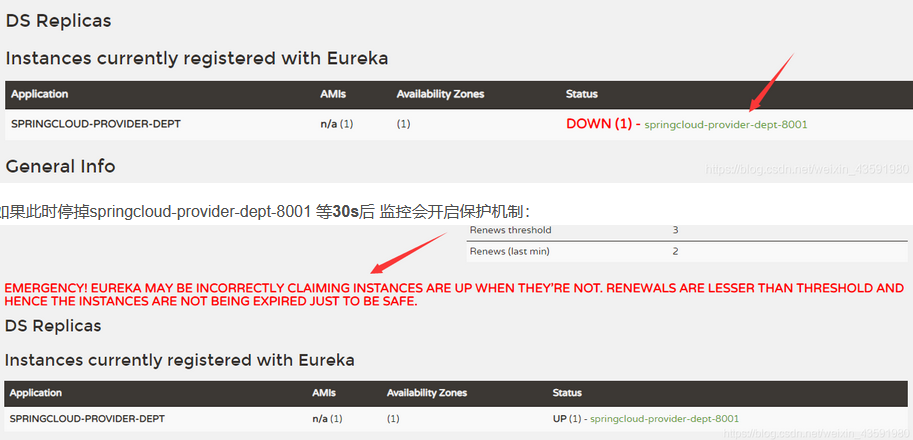 DS Replicas
Instances currently registered with Eureka
Application AMIs Availability Zones Status
SPRINGCLOUD-PROVIDER-DEPT n/a (1) (1) DOWN (1) - springcloud-provider-dept-8001
General Info
https://blog.csdn.net/weixin_43591980
如果此时停掉springcloud-provider-dept-8001 等30s后 监控会开启保护机制：
Renews threshold 3
Renews (last min) 2
EMERGENCY! EUREKA MAY BE INCORRECTLY CLAIMING INSTANCES ARE UP WHEN THEY'RE NOT. RENEWALS ARE LESSER THAN THRESHOLD AND
HENCE THE INSTANCES ARE NOT BEING EXPIRED JUST TO BE SAFE.
DS Replicas
Instances currently registered with Eureka
Application AMIs Availability Zones Status
SPRINGCLOUD-PROVIDER-DEPT n/a (1) (1) UP (1) - springcloud-provider-dept-8001
https://blog.csdn.net/weixin_43591980